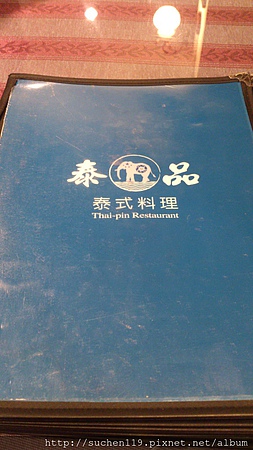 泰品
泰式料理
Thai-pin Restaurant
http://suchen119.pixnet.net/album